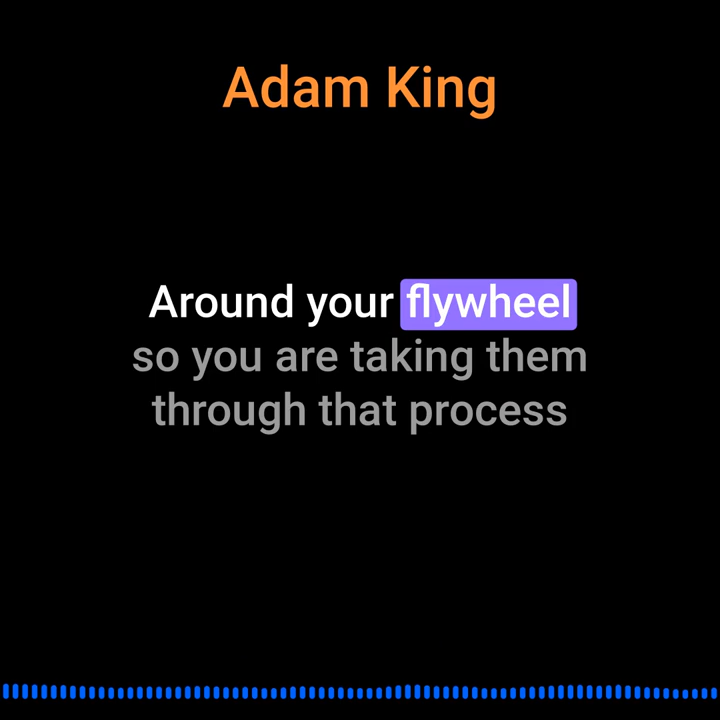 Adam King
Around your flywheel
so you are taking them
through that process